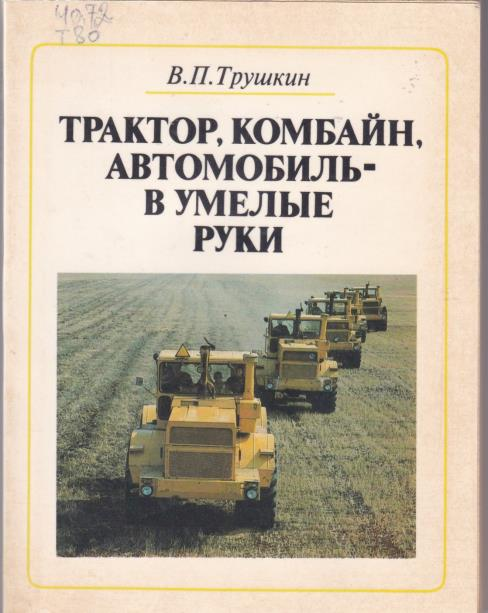 40.72
Т80
В.П.Трушкин
ТРАКТОР, КОМБАЙН,
АВТОМОБИЛЬ-
В УМЕЛЫЕ
РУКИ